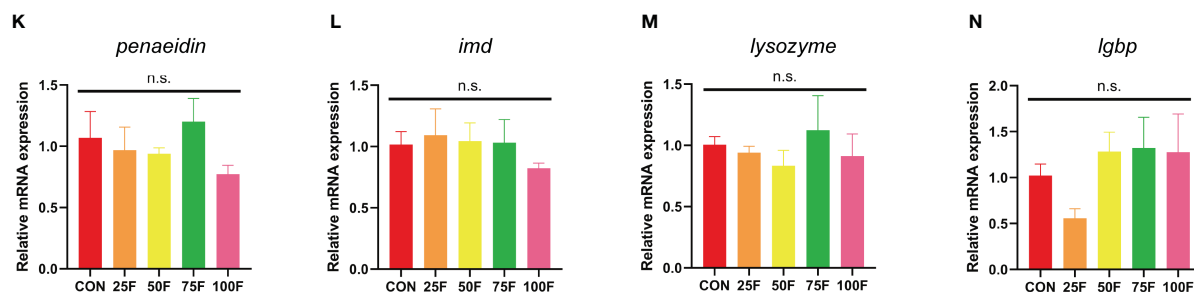 K
penaeidin
n.s.
Relative mRNA expression
1.5
1.0
0.5
0.0
CON 25F 50F 75F 100F
L
imd
n.s.
Relative mRNA expression
1.5
1.0
0.5
0.0
CON 25F 50F 75F 100F
M
lysozyme
n.s.
Relative mRNA expression
1.5
1.0
0.5
0.0
CON 25F 50F 75F 100F
N
lgbp
n.s.
Relative mRNA expression
2.0
1.5
1.0
0.5
0.0
CON 25F 50F 75F 100F